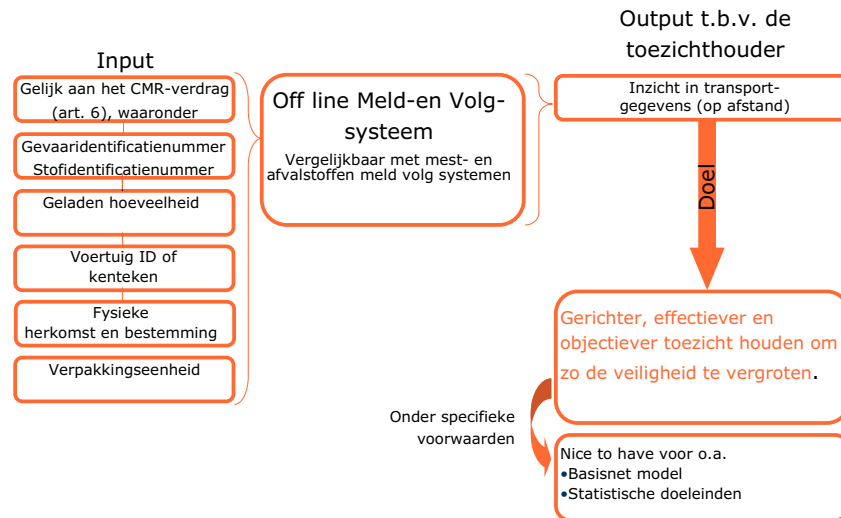 Input
Gelijk aan het CMR-verdrag
(art. 6), waaronder
Gevaaridentificatienummer
Stofidentificatienummer
Geladen hoeveelheid
Voertuig ID of
kenteken
Fysieke
herkomst en bestemming
Verpakkingseenheid
Off line Meld-en Volg-
systeem
Vergelijkbaar met mest- en
afvalstoffen meld volg systemen
Output t.b.v. de
toezichthouder
Inzicht in transport-
gegevens (op afstand)
Doel
Gerichter, effectiever en
objectiever toezicht houden om
zo de veiligheid te vergroten.
Onder specifieke
voorwaarden
Nice to have voor o.a.
•Basisnet model
•Statistische doeleinden